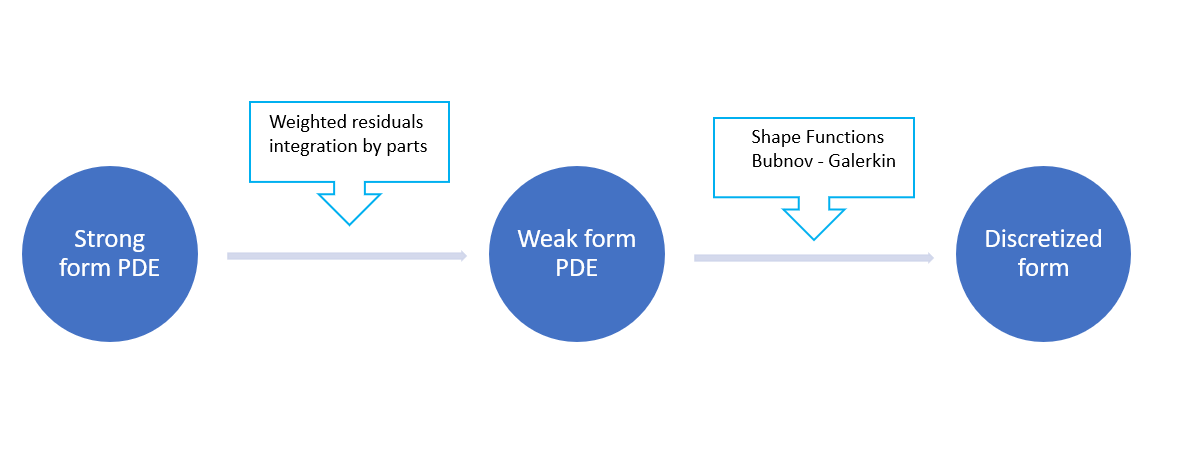 Weighted residuals
integration by parts
Shape Functions
Bubnov - Galerkin
Strong
form PDE
Weak form
PDE
Discretized
form